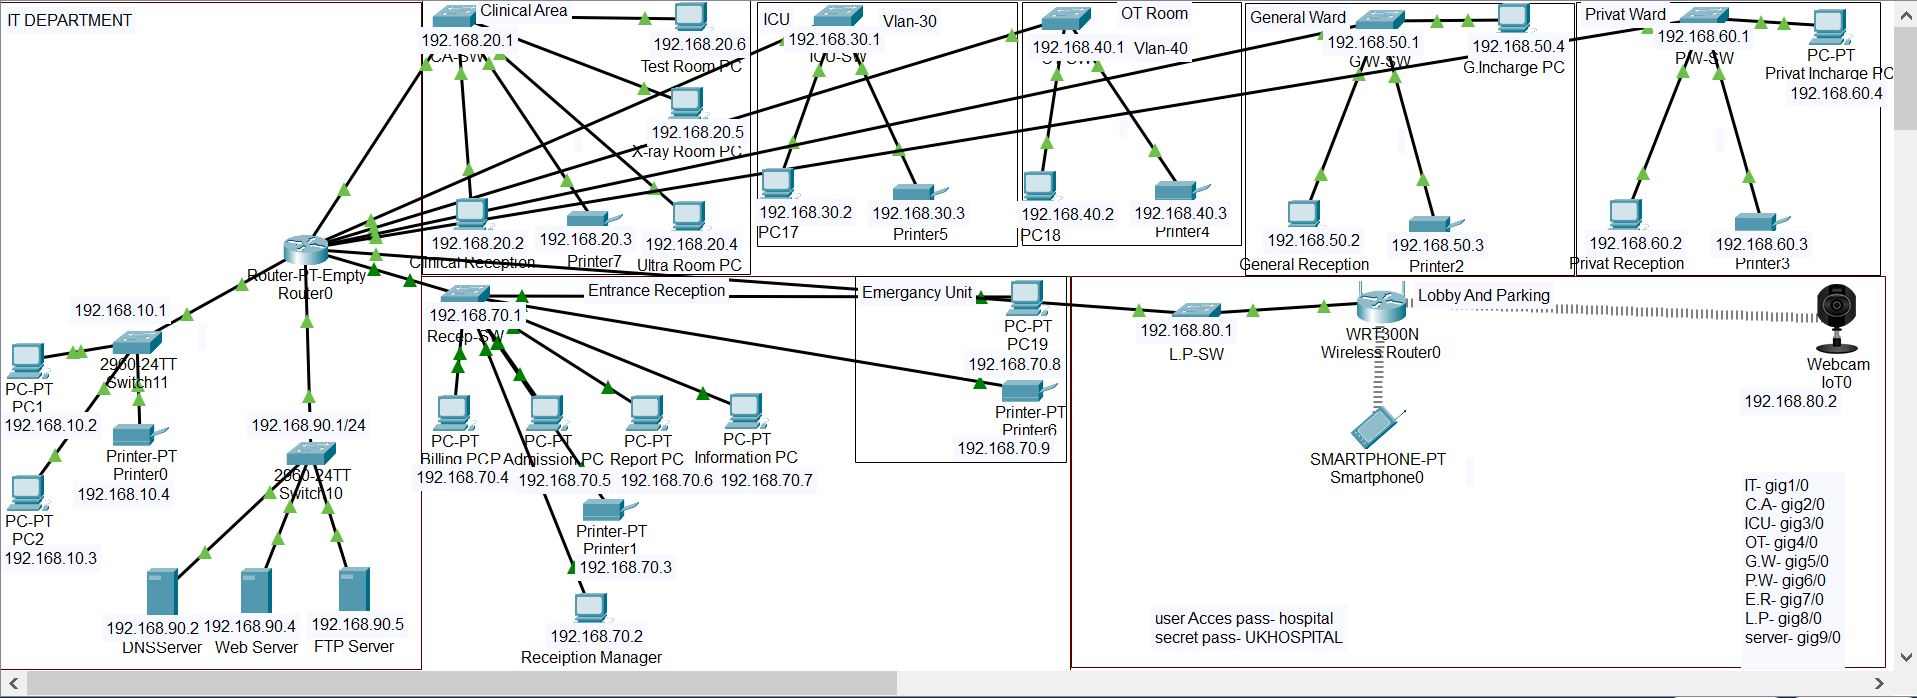 IT DEPARTMENT
Clinical Area
192.168.20.1
CA-SW
192.168.20.6
Test Room PC
192.168.20.5
X-ray Room PC
192.168.20.2
Clinical Reception
192.168.20.3
Printer7
192.168.20.4
Ultra Room PC
ICU
Vlan-30
192.168.30.1
ICU-SW
192.168.30.2
PC17
192.168.30.3
Printer5
OT Room
192.168.40.1
Vlan-40
192.168.40.2
PC18
192.168.40.3
Printer4
General Ward
192.168.50.1
G.W-SW
192.168.50.4
G.Incharge PC
192.168.50.2
General Reception
192.168.50.3
Printer2
Privat Ward
192.168.60.1
P.W-SW
PC-PT
Privat Incharge PC
192.168.60.4
192.168.60.2
Privat Reception
192.168.60.3
Printer3
Router-PT-Empty
Router0
192.168.10.1
2960-24TT
Switch11
PC-PT
PC1
192.168.10.2
Printer-PT
Printer0
192.168.10.4
PC-PT
PC2
192.168.10.3
192.168.90.1/24
2960-24TT
Switch10
192.168.90.2
DNSServer
192.168.90.4
Web Server
192.168.90.5
FTP Server
Entrance Reception
192.168.70.1
Recep-SW
PC-PT
Billing PCP
192.168.70.4
PC-PT
Admission PC
192.168.70.5
PC-PT
Report PC
192.168.70.6
PC-PT
Information PC
192.168.70.7
Printer-PT
Printer1
192.168.70.3
192.168.70.2
Receiption Manager
Emergancy Unit
PC-PT
PC19
192.168.70.8
Printer-PT
Printer6
192.168.70.9
192.168.80.1
L.P-SW
Lobby And Parking
WRT300N
Wireless Router0
SMARTPHONE-PT
Smartphone0
Webcam
IoT0
192.168.80.2
user Acces pass- hospital
secret pass- UKHOSPITAL
IT- gig1/0
C.A- gig2/0
ICU- gig3/0
OT- gig4/0
G.W- gig5/0
P.W- gig6/0
E.R- gig7/0
L.P- gig8/0
server- gig9/0